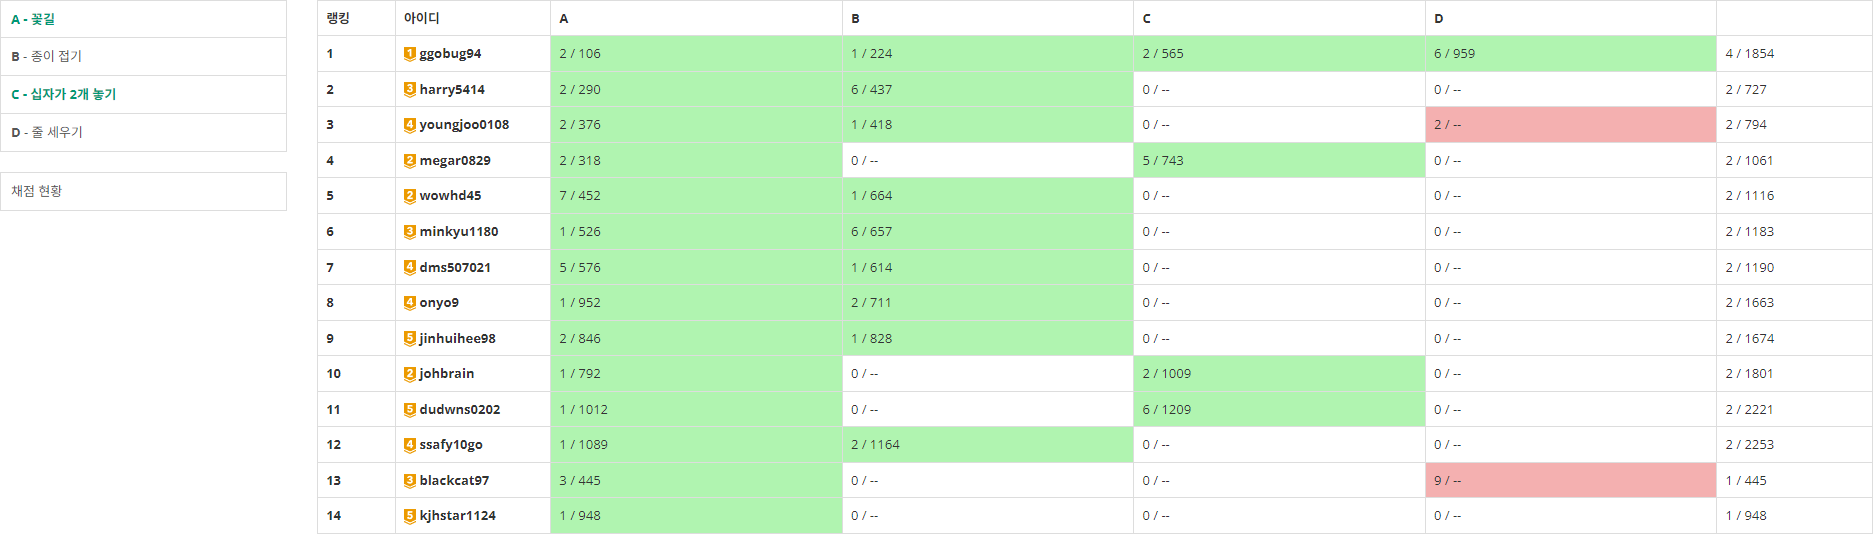 A - 꽃길
B - 종이 접기
C - 십자가 2개 놓기
D - 줄 세우기
채점 현황
랭킹 아이디 A B C D
1 1 ggobug94 2 / 106 1 / 224 2 / 565 6 / 959 4 / 1854
2 3 harry5414 2 / 290 6 / 437 0 / -- 0 / -- 2 / 727
3 4 youngjoo0108 2 / 376 1 / 418 0 / -- 2 / -- 2 / 794
4 2 megar0829 2 / 318 0 / -- 5 / 743 0 / -- 2 / 1061
5 2 wowhd45 7 / 452 1 / 664 0 / -- 0 / -- 2 / 1116
6 3 minkyu1180 1 / 526 6 / 657 0 / -- 0 / -- 2 / 1183
7 4 dms507021 5 / 576 1 / 614 0 / -- 0 / -- 2 / 1190
8 4 onyo9 1 / 952 2 / 711 0 / -- 0 / -- 2 / 1663
9 5 jinhuihee98 2 / 846 1 / 828 0 / -- 0 / -- 2 / 1674
10 2 johbrain 1 / 792 0 / -- 2 / 1009 0 / -- 2 / 1801
11 5 dudwns0202 1 / 1012 0 / -- 6 / 1209 0 / -- 2 / 2221
12 4 ssafy10go 1 / 1089 2 / 1164 0 / -- 0 / -- 2 / 2253
13 3 blackcat97 3 / 445 0 / -- 0 / -- 9 / -- 1 / 445
14 5 kjhstar1124 1 / 948 0 / -- 0 / -- 0 / -- 1 / 948